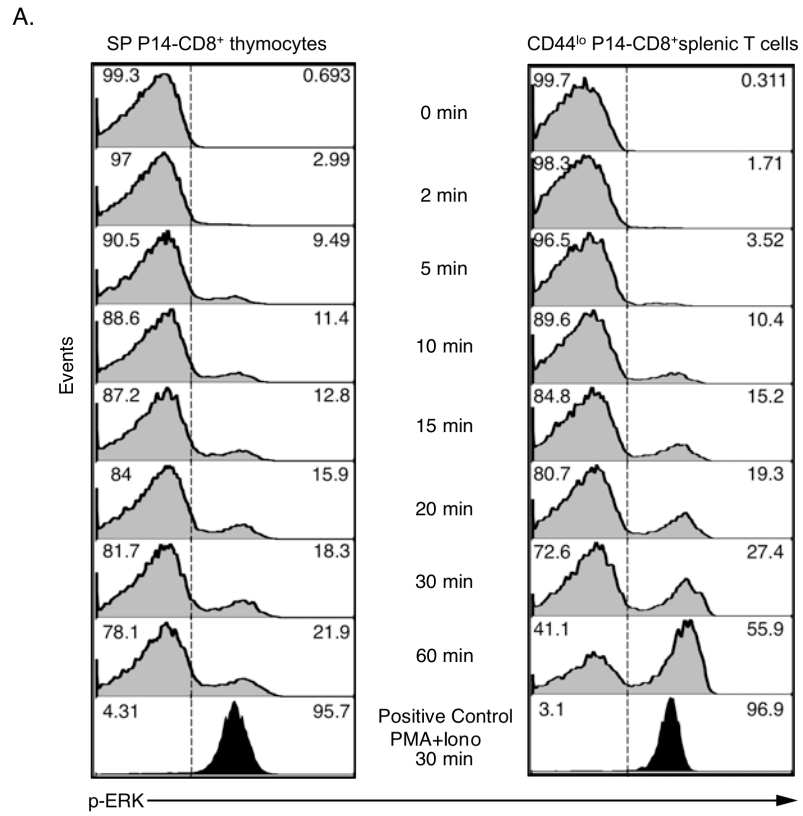 A.
SP P14-CD8+ thymocytes
CD44lo P14-CD8+splenic T cells
99.3 0.693 0 min 99.7 0.311
97 2.99 2 min 98.3 1.71
90.5 9.49 5 min 96.5 3.52
88.6 11.4 10 min 89.6 10.4
87.2 12.8 15 min 84.8 15.2
84 15.9 20 min 80.7 19.3
81.7 18.3 30 min 72.6 27.4
78.1 21.9 60 min 41.1 55.9
4.31 95.7 Positive Control 3.1 96.9
PMA+Iono
30 min
Events
p-ERK